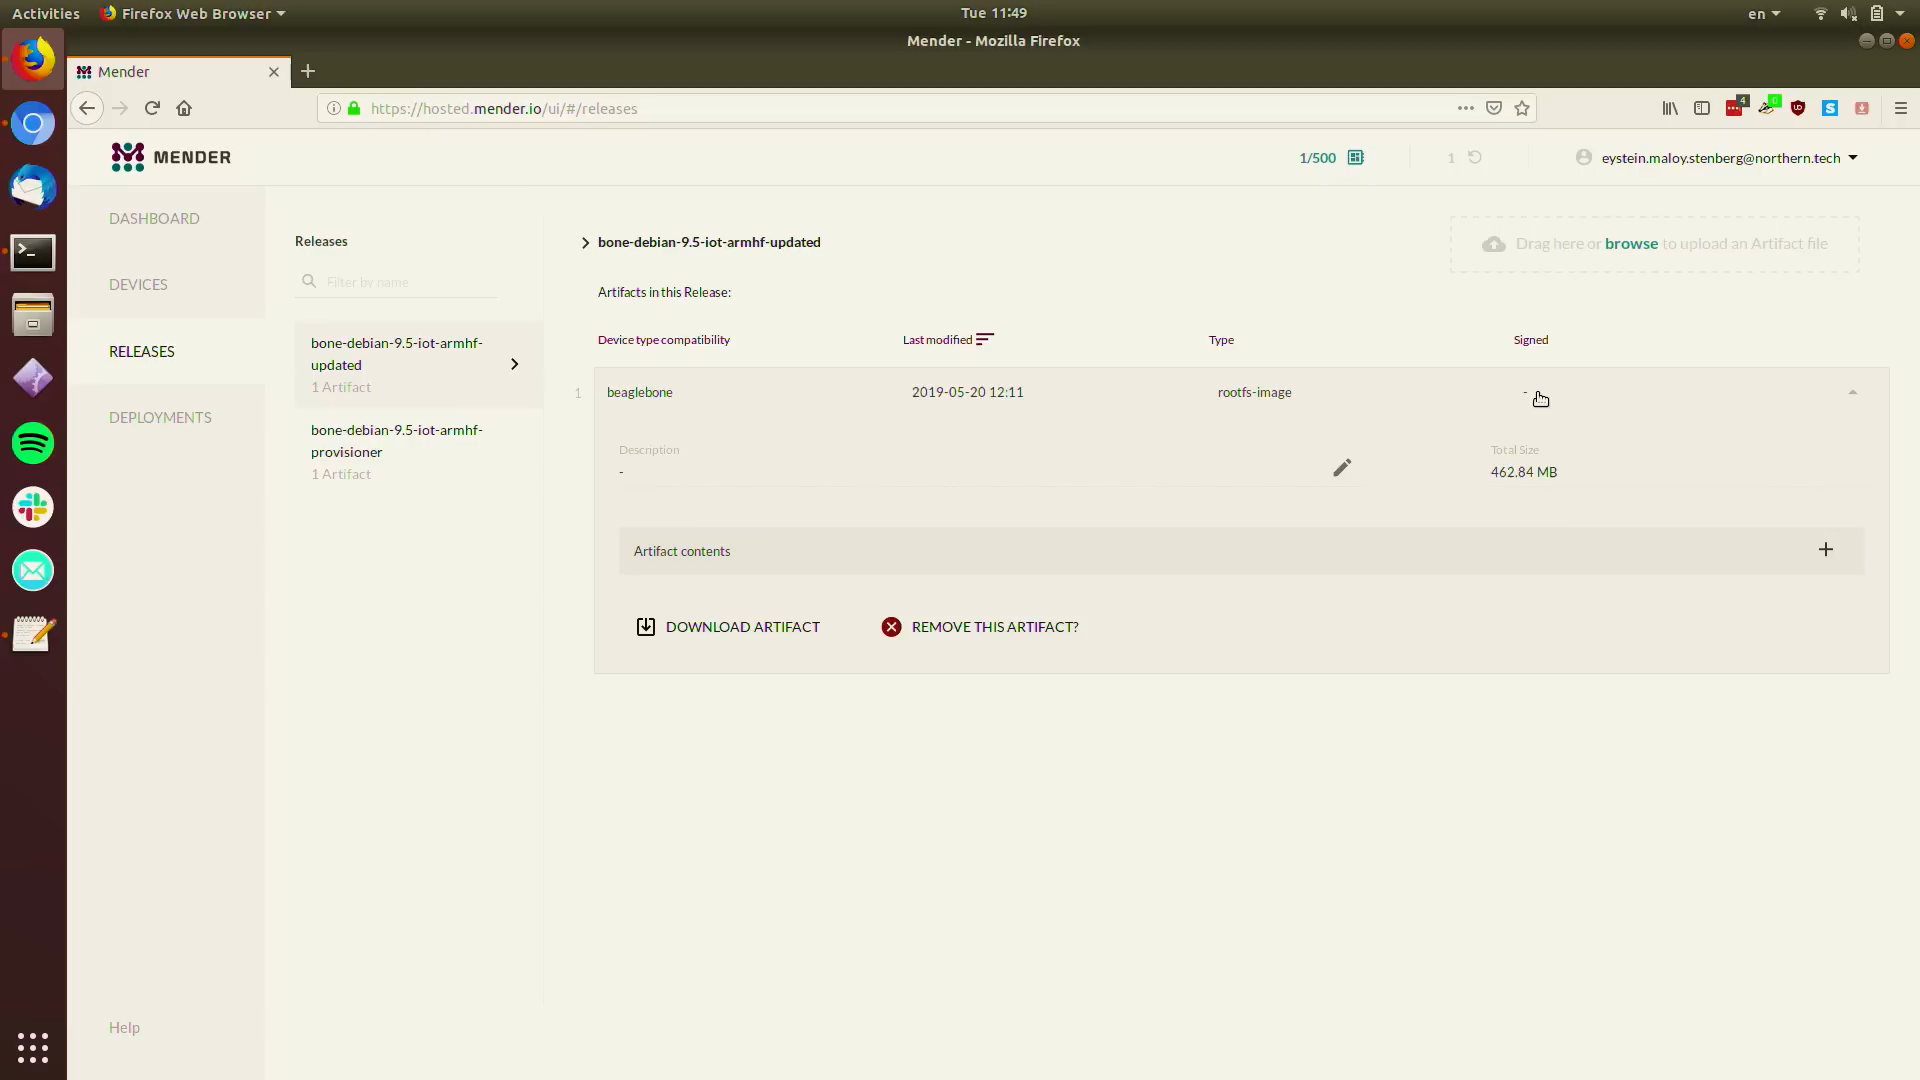 Activities
Firefox Web Browser
Tue 11:49
en
Mender - Mozilla Firefox
Mender
https://hosted.mender.io/ui/#/releases
4
0
MENDER
1/500
1
eystein.maloy.stenberg@northern.tech
DASHBOARD
DEVICES
RELEASES
DEPLOYMENTS
Help
Releases
Filter by name
bone-debian-9.5-iot-armhf-
updated
1 Artifact
bone-debian-9.5-iot-armhf-
provisioner
1 Artifact
bone-debian-9.5-iot-armhf-updated
Drag here or browse to upload an Artifact file
Artifacts in this Release:
Device type compatibility
Last modified
Type
Signed
1
beaglebone
2019-05-20 12:11
rootfs-image
-
Description
-
Total Size
462.84 MB
Artifact contents
+
DOWNLOAD ARTIFACT
REMOVE THIS ARTIFACT?